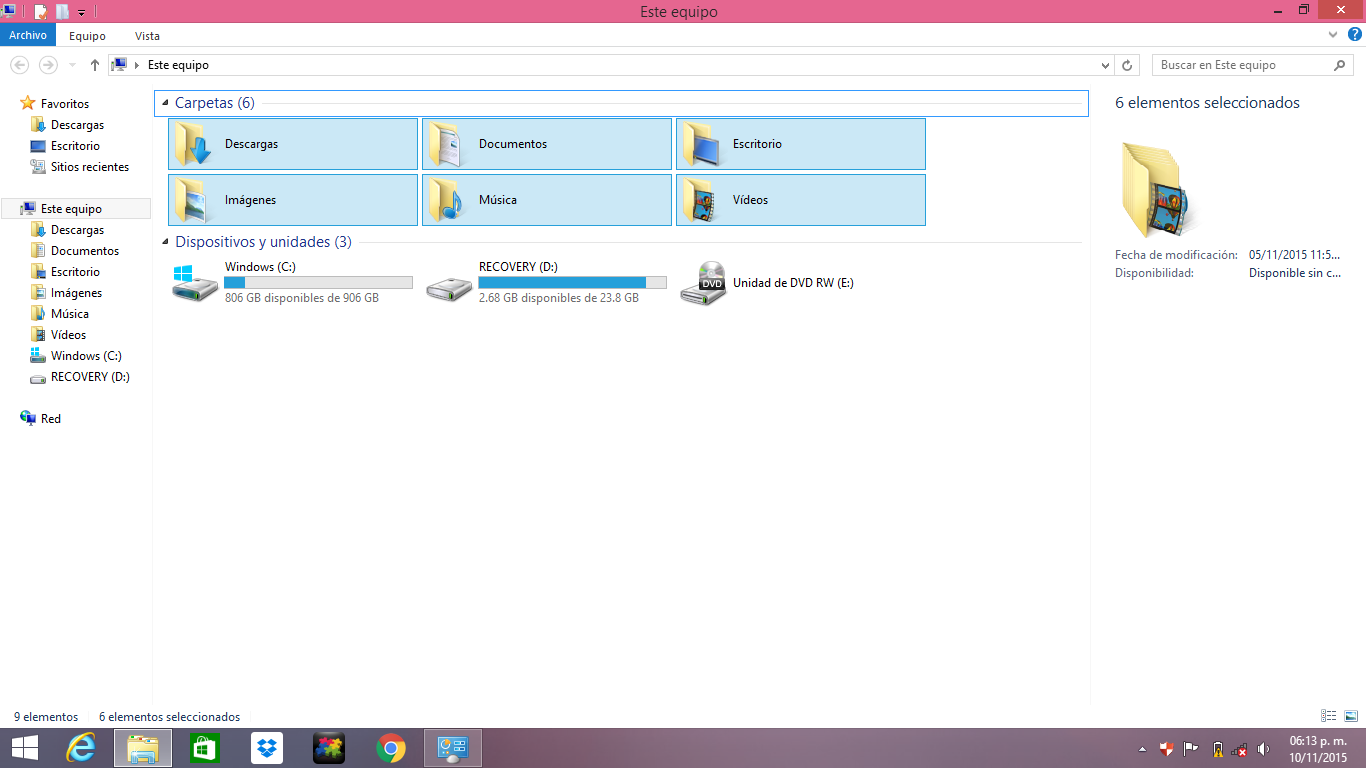 Este equipo
Archivo
Equipo
Vista
Este equipo
Buscar en Este equipo
Favoritos
Descargas
Escritorio
Sitios recientes
Este equipo
Descargas
Documentos
Escritorio
Imágenes
Música
Vídeos
Windows (C:)
RECOVERY (D:)
Red
Carpetas (6)
Descargas
Documentos
Escritorio
Imágenes
Música
Vídeos
Dispositivos y unidades (3)
Windows (C:)
806 GB disponibles de 906 GB
RECOVERY (D:)
2.68 GB disponibles de 23.8 GB
DVD
Unidad de DVD RW (E:)
6 elementos seleccionados
Fecha de modificación: 05/11/2015 11:5...
Disponibilidad: Disponible sin c...
9 elementos
6 elementos seleccionados
06:13 p. m.
10/11/2015